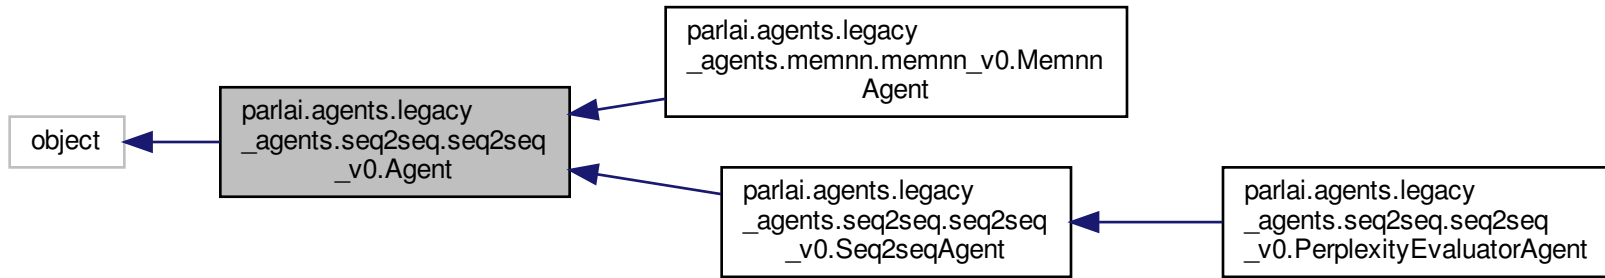 object
parlai.agents.legacy
_agents.seq2seq.seq2seq
_v0.Agent
parlai.agents.legacy
_agents.memnn.memnn_v0.Memnn
Agent
parlai.agents.legacy
_agents.seq2seq.seq2seq
_v0.Seq2seqAgent
parlai.agents.legacy
_agents.seq2seq.seq2seq
_v0.PerplexityEvaluatorAgent